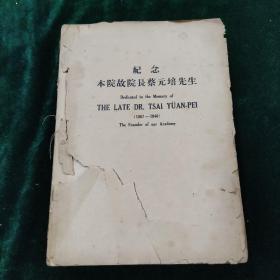 紀念
本院故院長蔡元培先生
Dedicated to the Memory of
THE LATE DR. TSAI YÜAN-PEI
(1867—1940)
The Founder of our Academy